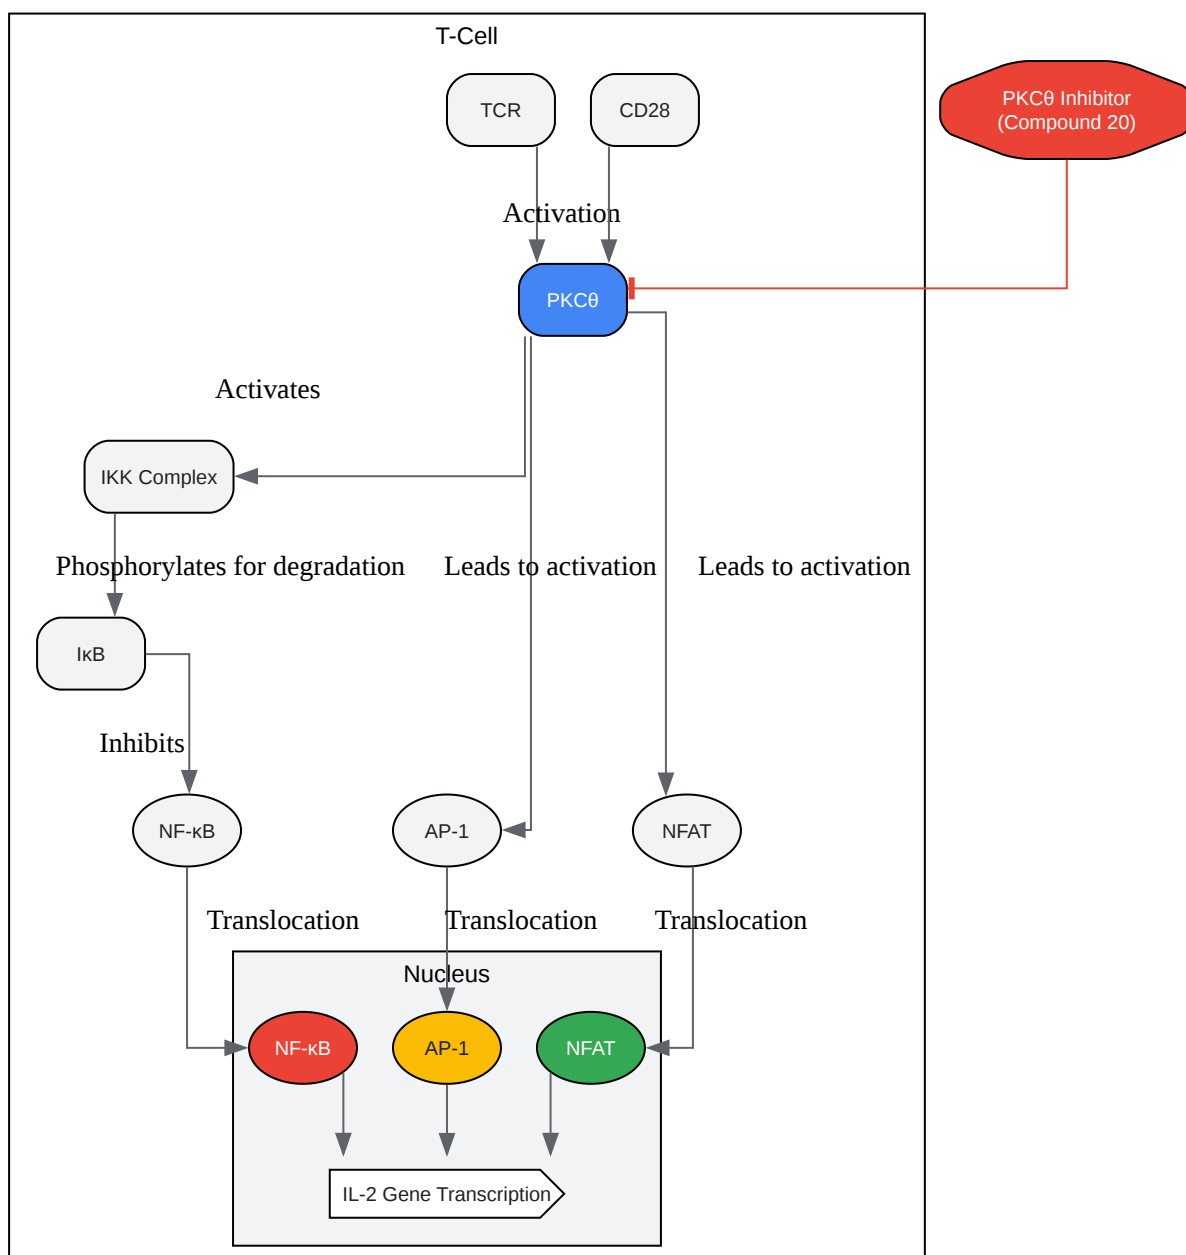 T-Cell
TCR
CD28
PKCθ Inhibitor
(Compound 20)
Activation
PKCθ
Activates
IKK Complex
Phosphorylates for degradation
Leads to activation
Leads to activation
IκB
Inhibits
NF-κB
AP-1
NFAT
Translocation
Translocation
Translocation
Nucleus
NF-κB
AP-1
NFAT
IL-2 Gene Transcription